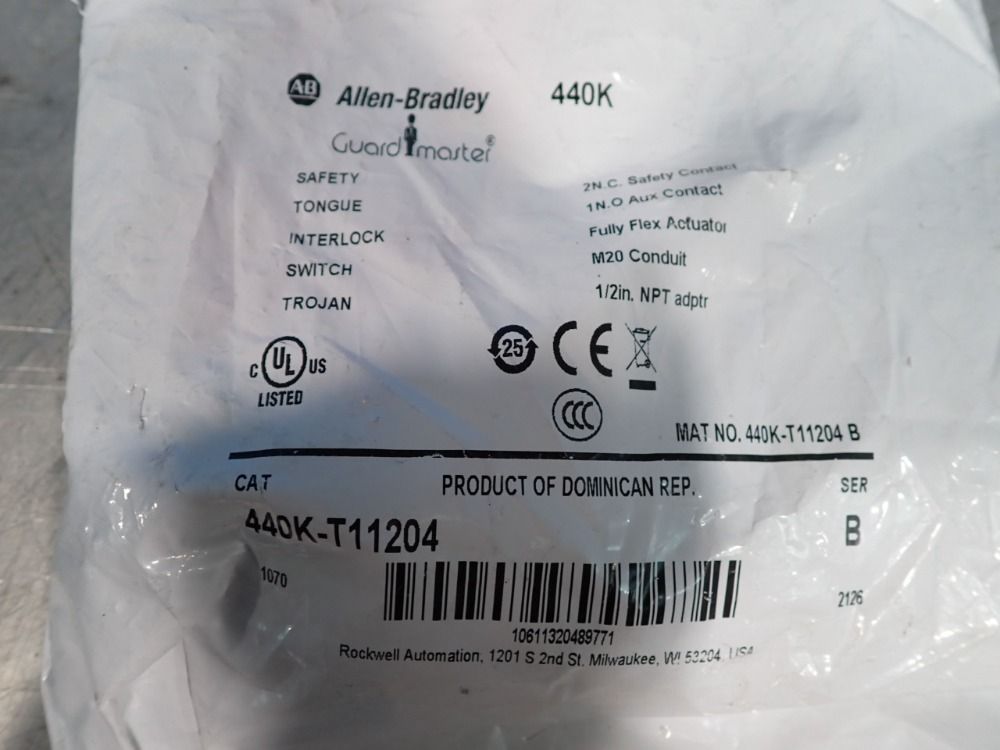 AB Allen-Bradley 440K
Guardmaster®
SAFETY
TONGUE
INTERLOCK
SWITCH
TROJAN
2N.C. Safety Contact
1N.O Aux Contact
Fully Flex Actuator
M20 Conduit
1/2in. NPT adptr
C UL US
LISTED
25
CE
CCC
MAT NO. 440K-T11204 B
CAT PRODUCT OF DOMINICAN REP. SER
440K-T11204 B
1070
2126
10611320489771
Rockwell Automation, 1201 S 2nd St. Milwaukee, WI 53204, USA